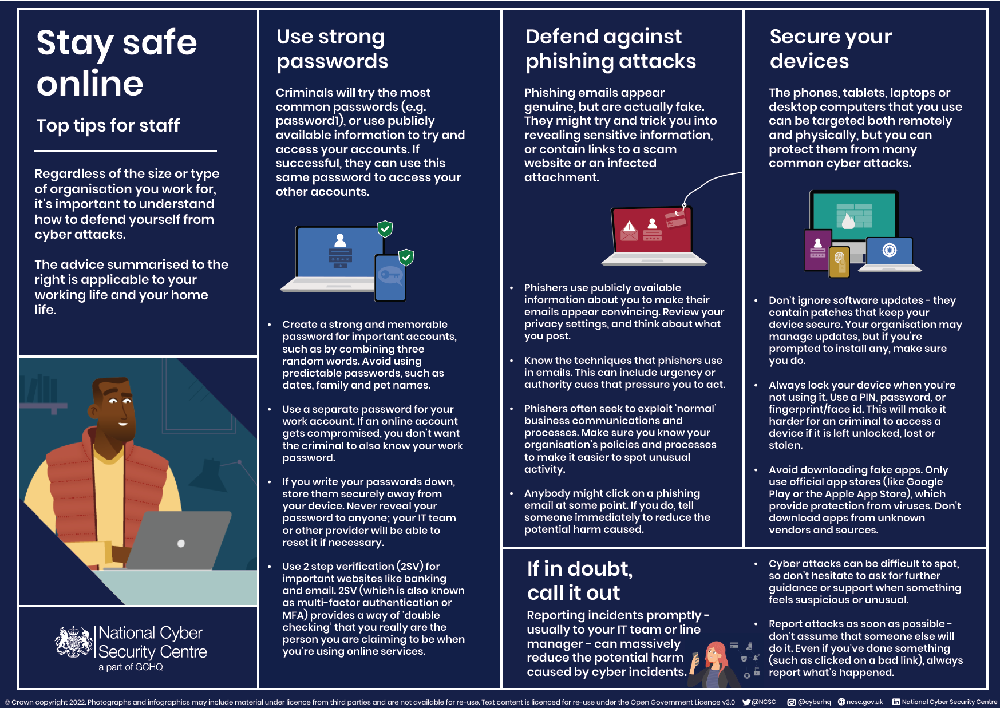 Stay safe
online
Top tips for staff
Regardless of the size or type
of organisation you work for,
it's important to understand
how to defend yourself from
cyber attacks.
The advice summarised to the
right is applicable to your
working life and your home
life.
National Cyber
Security Centre
a part of GCHQ
Use strong
passwords
Criminals will try the most
common passwords (e.g.
password1), or use publicly
available information to try and
access your accounts. If
successful, they can use this
same password to access your
other accounts.
• Create a strong and memorable
password for important accounts,
such as by combining three
random words. Avoid using
predictable passwords, such as
dates, family and pet names.
• Use a separate password for your
work account. If an online account
gets compromised, you don't want
the criminal to also know your work
password.
• If you write your passwords down,
store them securely away from
your device. Never reveal your
password to anyone; your IT team
or other provider will be able to
reset it if necessary.
• Use 2 step verification (2SV) for
important websites like banking
and email. 2SV (which is also known
as multi-factor authentication or
MFA) provides a way of 'double
checking' that you really are the
person you are claiming to be when
you're using online services.
Defend against
phishing attacks
Phishing emails appear
genuine, but are actually fake.
They might try and trick you into
revealing sensitive information,
or contain links to a scam
website or an infected
attachment.
• Phishers use publicly available
information about you to make their
emails appear convincing. Review your
privacy settings, and think about what
you post.
• Know the techniques that phishers use
in emails. This can include urgency or
authority cues that pressure you to act.
• Phishers often seek to exploit ‘normal’
business communications and
processes. Make sure you know your
organisation's policies and processes
to make it easier to spot unusual
activity.
• Anybody might click on a phishing
email at some point. If you do, tell
someone immediately to reduce the
potential harm caused.
Secure your
devices
The phones, tablets, laptops or
desktop computers that you use
can be targeted both remotely
and physically, but you can
protect them from many
common cyber attacks.
• Don't ignore software updates - they
contain patches that keep your
device secure. Your organisation may
manage updates, but if you're
prompted to install any, make sure
you do.
• Always lock your device when you're
not using it. Use a PIN, password, or
fingerprint/face id. This will make it
harder for an criminal to access a
device if it is left unlocked, lost or
stolen.
• Avoid downloading fake apps. Only
use official app stores (like Google
Play or the Apple App Store), which
provide protection from viruses. Don't
download apps from unknown
vendors and sources.
If in doubt,
call it out
Reporting incidents promptly -
usually to your IT team or line
manager - can massively
reduce the potential harm
caused by cyber incidents.
• Cyber attacks can be difficult to spot,
so don't hesitate to ask for further
guidance or support when something
feels suspicious or unusual.
• Report attacks as soon as possible -
don't assume that someone else will
do it. Even if you've done something
(such as clicked on a bad link), always
report what's happened.
© Crown copyright 2022. Photographs and infographics may include material under licence from third parties and are not available for re-use. Text content is licenced for re-use under the Open Government Licence v3.0 @NCSC @cyberhq ncsc.gov.uk National Cyber Security Centre